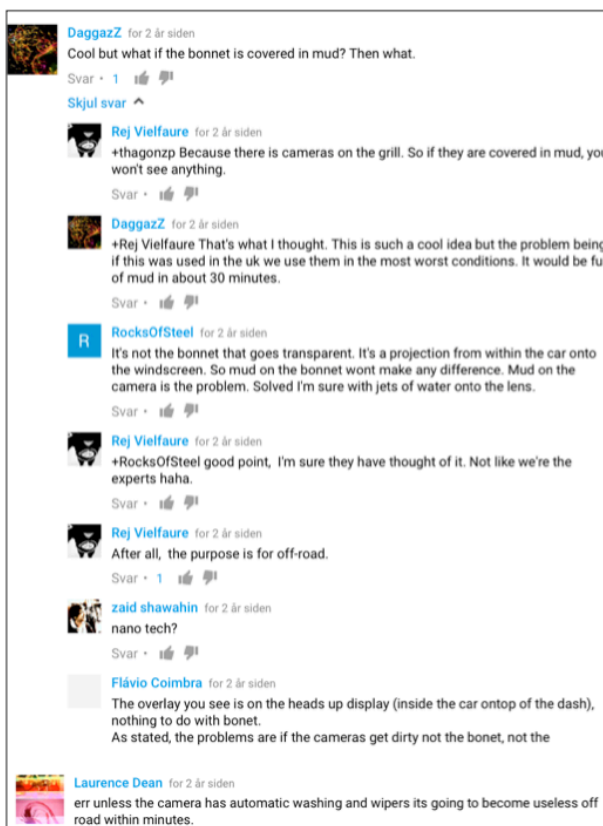 DaggazZ for 2 år siden
Cool but what if the bonnet is covered in mud? Then what.
Svar • 1
Skjul svar
Rej Vielfaure for 2 år siden
+thagonzp Because there is cameras on the grill. So if they are covered in mud, you
won't see anything.
Svar •
DaggazZ for 2 år siden
+Rej Vielfaure That's what I thought. This is such a cool idea but the problem being
if this was used in the uk we use them in the most worst conditions. It would be fu
of mud in about 30 minutes.
Svar •
R
RocksOfSteel for 2 år siden
It's not the bonnet that goes transparent. It's a projection from within the car onto
the windscreen. So mud on the bonnet wont make any difference. Mud on the
camera is the problem. Solved I'm sure with jets of water onto the lens.
Svar •
Rej Vielfaure for 2 år siden
+RocksOfSteel good point, I'm sure they have thought of it. Not like we're the
experts haha.
Svar •
Rej Vielfaure for 2 år siden
After all, the purpose is for off-road.
Svar • 1
zaid shawahin for 2 år siden
nano tech?
Svar •
Flávio Coimbra for 2 år siden
The overlay you see is on the heads up display (inside the car ontop of the dash),
nothing to do with bonet.
As stated, the problems are if the cameras get dirty not the bonet, not the
Laurence Dean for 2 år siden
err unless the camera has automatic washing and wipers its going to become useless off
road within minutes.